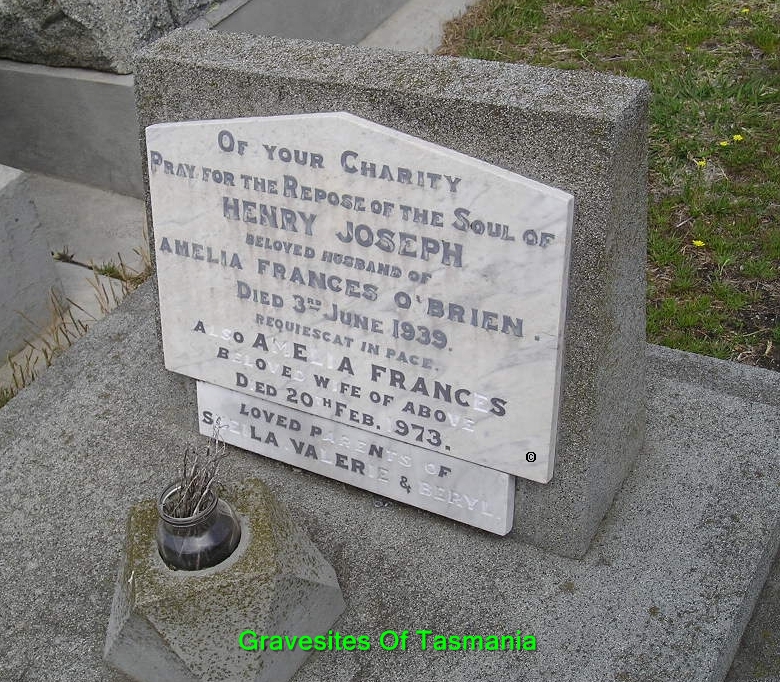 OF YOUR CHARITY
PRAY FOR THE REPOSE OF THE SOUL OF
HENRY JOSEPH
BELOVED HUSBAND OF
AMELIA FRANCES O'BRIEN.
DIED 3RD JUNE 1939.
REQUIESCAT IN PACE.
ALSO AMELIA FRANCES
BELOVED WIFE OF ABOVE
DIED 20TH FEB. 1973.
LOVED PARENTS OF
SHEILA, VALERIE & BERYL
©
Gravesites Of Tasmania